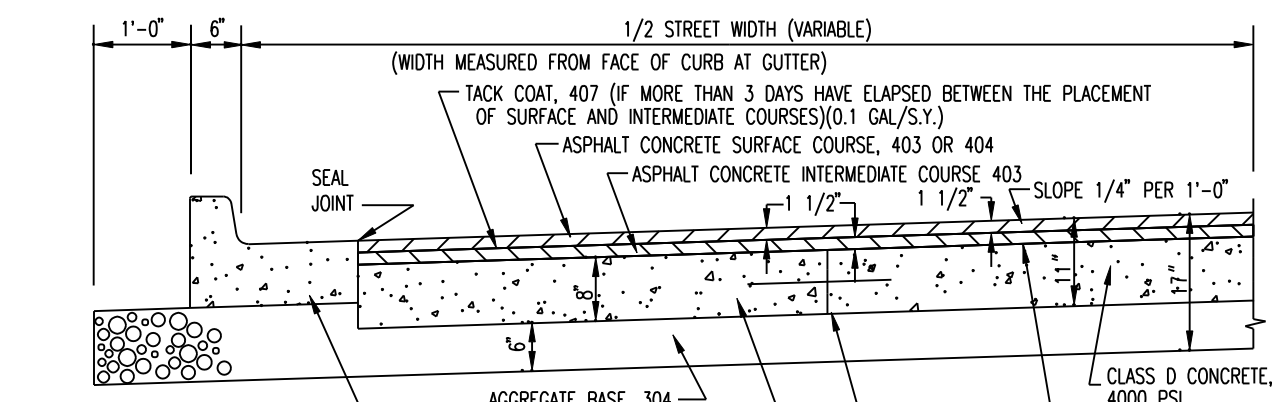 1'-0"
6"
1/2 STREET WIDTH (VARIABLE)
(WIDTH MEASURED FROM FACE OF CURB AT GUTTER)
TACK COAT, 407 (IF MORE THAN 3 DAYS HAVE ELAPSED BETWEEN THE PLACEMENT
OF SURFACE AND INTERMEDIATE COURSES)(0.1 GAL/S.Y.)
ASPHALT CONCRETE SURFACE COURSE, 403 OR 404
ASPHALT CONCRETE INTERMEDIATE COURSE 403
SEAL
JOINT
1 1/2"
1 1/2"
SLOPE 1/4" PER 1'-0"
8"
11"
17"
6"
AGGREGATE BASE, 304
CLASS D CONCRETE,
4000 PSI